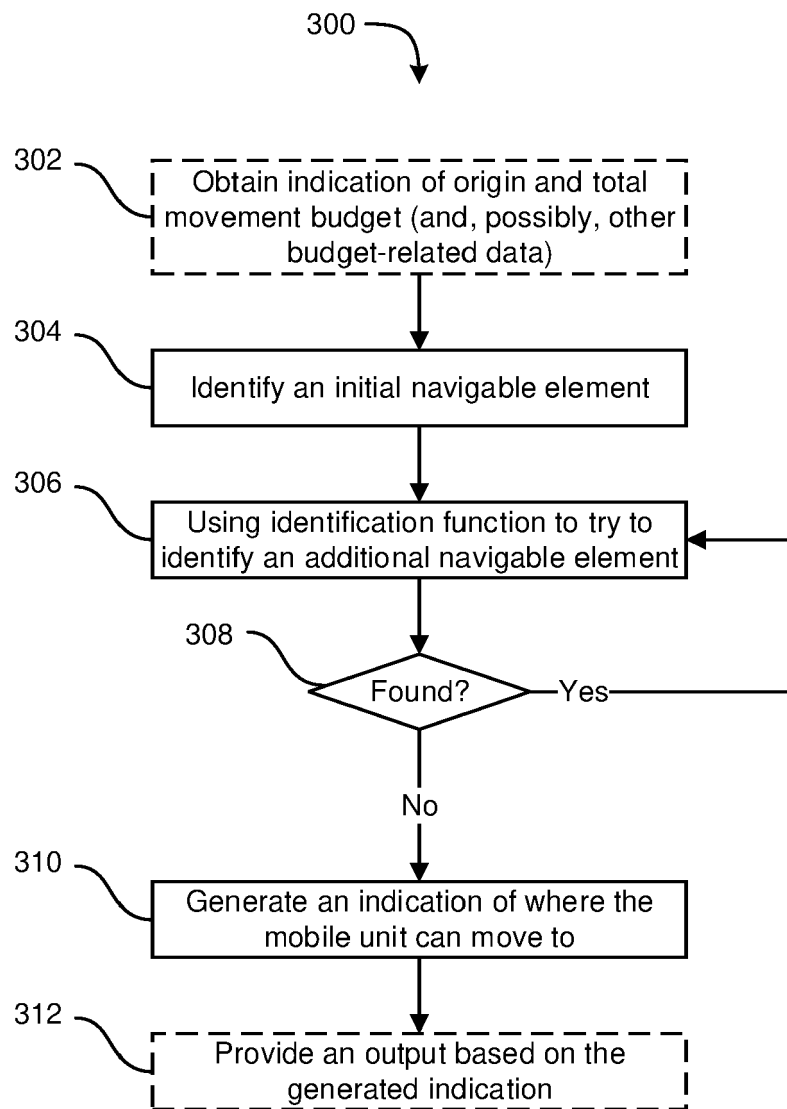 300
302
Obtain indication of origin and total
movement budget (and, possibly, other
budget-related data)
304
Identify an initial navigable element
306
Using identification function to try to
identify an additional navigable element
308
Found?
Yes
No
310
Generate an indication of where the
mobile unit can move to
312
Provide an output based on the
generated indication